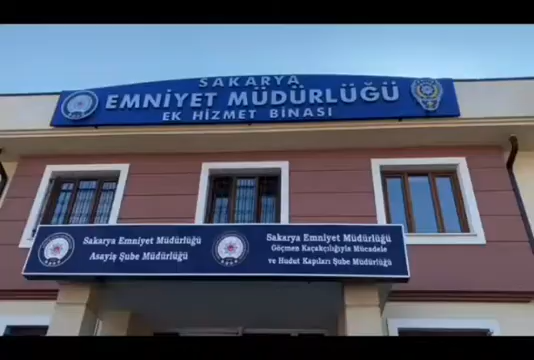 SAKARYA
EMNİYET MÜDÜRLÜĞÜ
EK HİZMET BİNASI
Sakarya Emniyet Müdürlüğü
Asayiş Şube Müdürlüğü
Sakarya Emniyet Müdürlüğü
Göçmen Kaçakçılığıyla Mücadele
ve Hudut Kapıları Şube Müdürlüğü